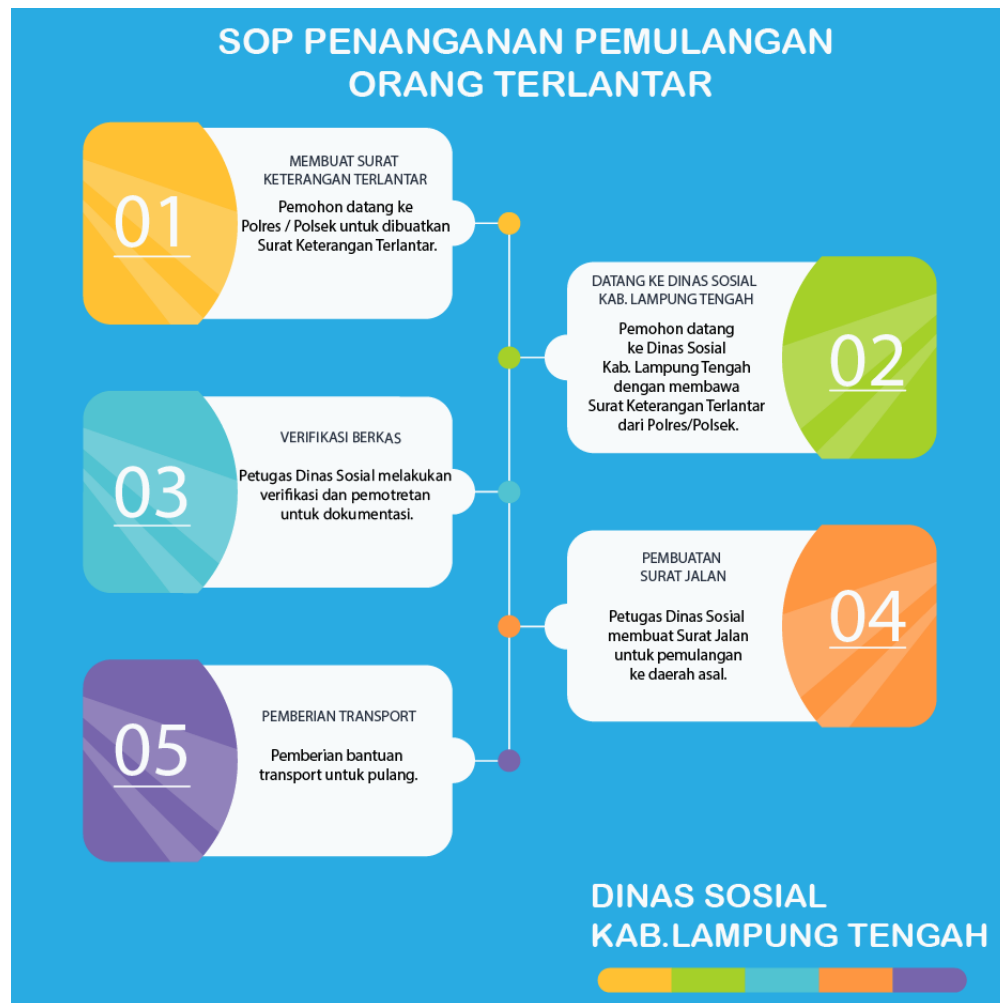 SOP PENANGANAN PEMULANGAN
ORANG TERLANTAR
01
MEMBUAT SURAT
KETERANGAN TERLANTAR
Pemohon datang ke
Polres / Polsek untuk dibuatkan
Surat Keterangan Terlantar.
DATANG KE DINAS SOSIAL
KAB. LAMPUNG TENGAH
Pemohon datang
ke Dinas Sosial
Kab. Lampung Tengah
dengan membawa
Surat Keterangan Terlantar
dari Polres/Polsek.
02
03
VERIFIKASI BERKAS
Petugas Dinas Sosial melakukan
verifikasi dan pemotretan
untuk dokumentasi.
PEMBUATAN
SURAT JALAN
Petugas Dinas Sosial
membuat Surat Jalan
untuk pemulangan
ke daerah asal.
04
05
PEMBERIAN TRANSPORT
Pemberian bantuan
transport untuk pulang.
DINAS SOSIAL
KAB.LAMPUNG TENGAH